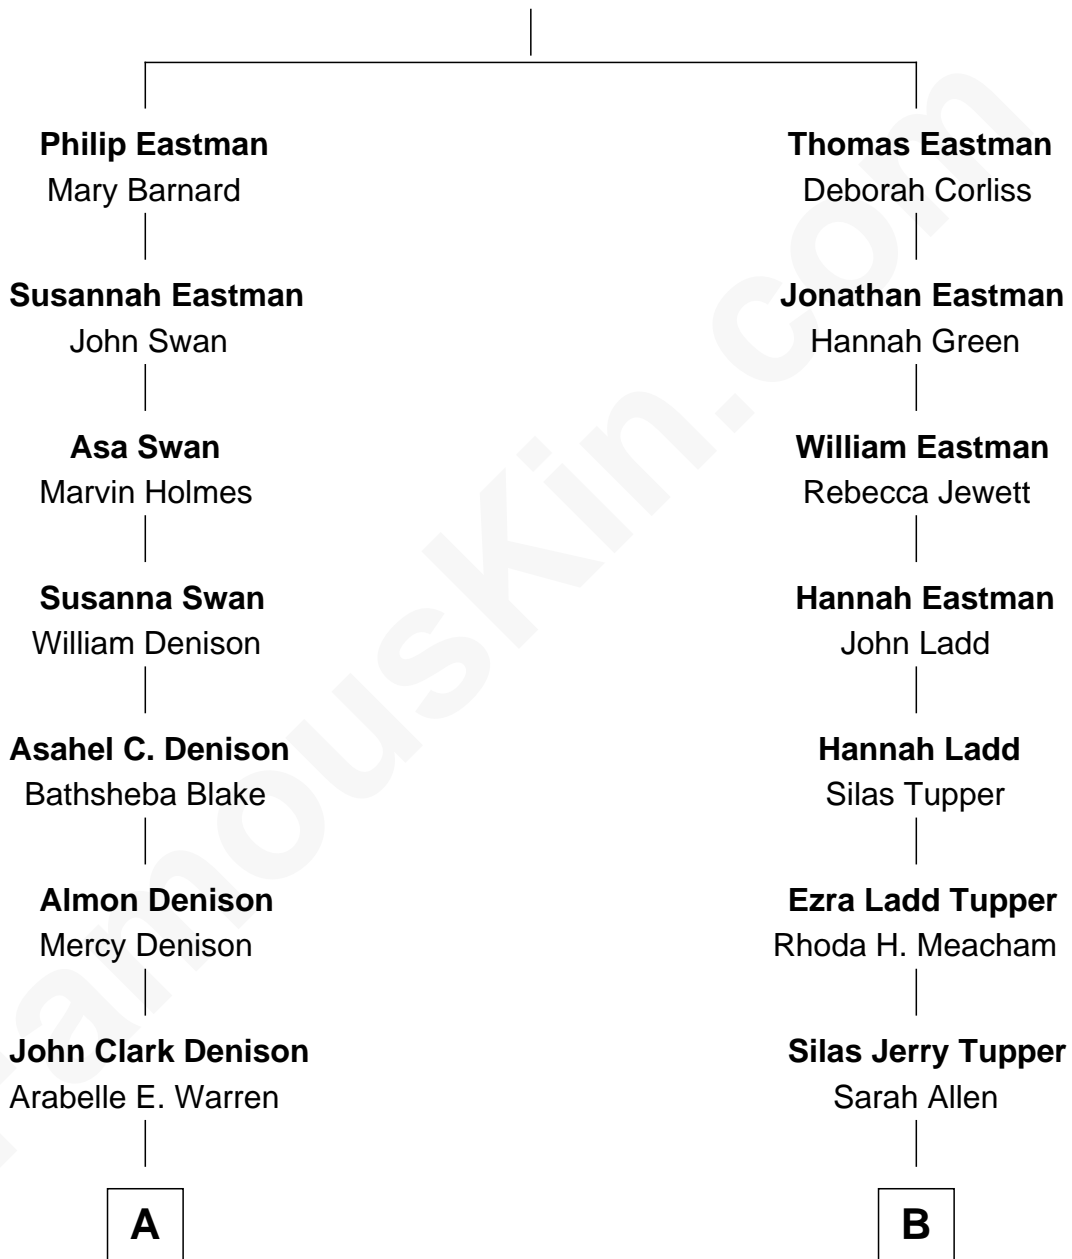 Philip Eastman
Mary Barnard
Susannah Eastman
John Swan
Asa Swan
Marvin Holmes
Susanna Swan
William Denison
Asahel C. Denison
Bathsheba Blake
Almon Denison
Mercy Denison
John Clark Denison
Arabelle E. Warren
A
Thomas Eastman
Deborah Corliss
Jonathan Eastman
Hannah Green
William Eastman
Rebecca Jewett
Hannah Eastman
John Ladd
Hannah Ladd
Silas Tupper
Ezra Ladd Tupper
Rhoda H. Meacham
Silas Jerry Tupper
Sarah Allen
B
FamousKin.com